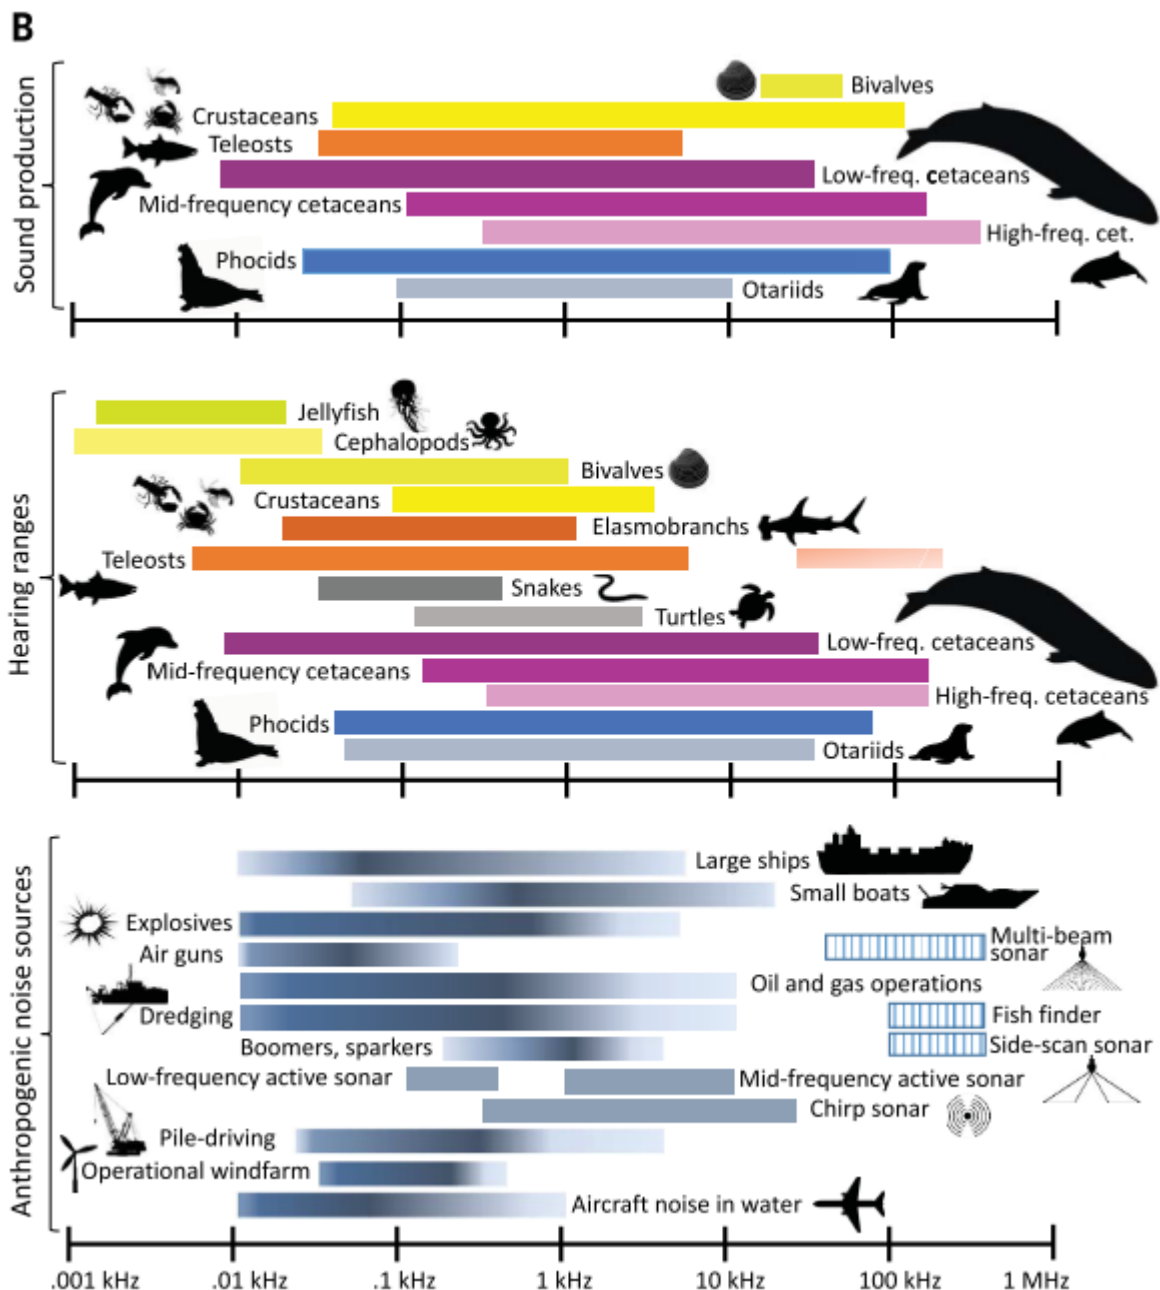 B
Sound production
Bivalves
Crustaceans
Teleosts
Low-freq. cetaceans
Mid-frequency cetaceans
High-freq. cet.
Phocids
Otariids
Hearing ranges
Jellyfish
Cephalopods
Bivalves
Crustaceans
Elasmobranchs
Teleosts
Snakes
Turtles
Low-freq. cetaceans
Mid-frequency cetaceans
High-freq. cetaceans
Phocids
Otariids
Anthropogenic noise sources
Large ships
Small boats
Explosives
Multi-beam
sonar
Air guns
Oil and gas operations
Dredging
Fish finder
Boomers, sparkers
Side-scan sonar
Low-frequency active sonar
Mid-frequency active sonar
Chirp sonar
Pile-driving
Operational windfarm
Aircraft noise in water
.001 kHz .01 kHz .1 kHz 1 kHz 10 kHz 100 kHz 1 MHz